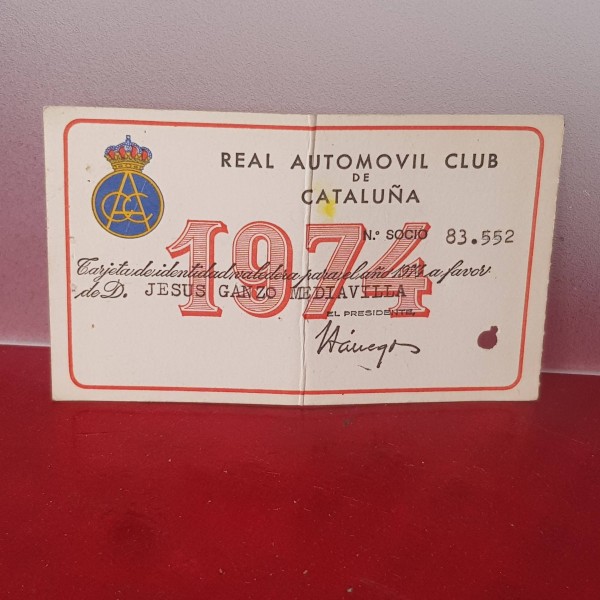 REAL AUTOMOVIL CLUB
DE
CATALUÑA
N.º SOCIO 83.552
1974
Tarjeta de identidad valedera para el año 1974 a favor
de D. JESUS GANZO MEDIAVILLA
EL PRESIDENTE,